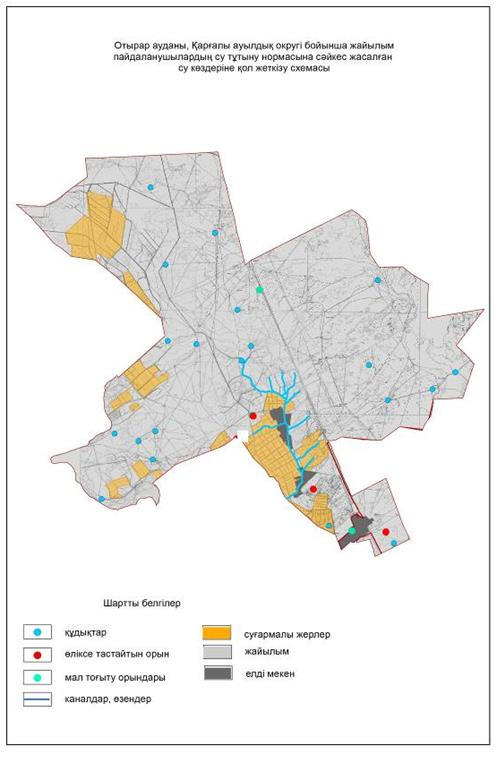 Отырар ауданы, Қарғалы ауылдық округі бойынша жайылым
пайдаланушылардың су тұтыну нормасына сәйкес жасалған
су көздеріне қол жеткізу схемасы
Шартты белгілер
құдықтар
өліксе тастайтын орын
мал тоғыту орындары
каналдар, өзендер
суғармалы жерлер
жайылым
елді мекен